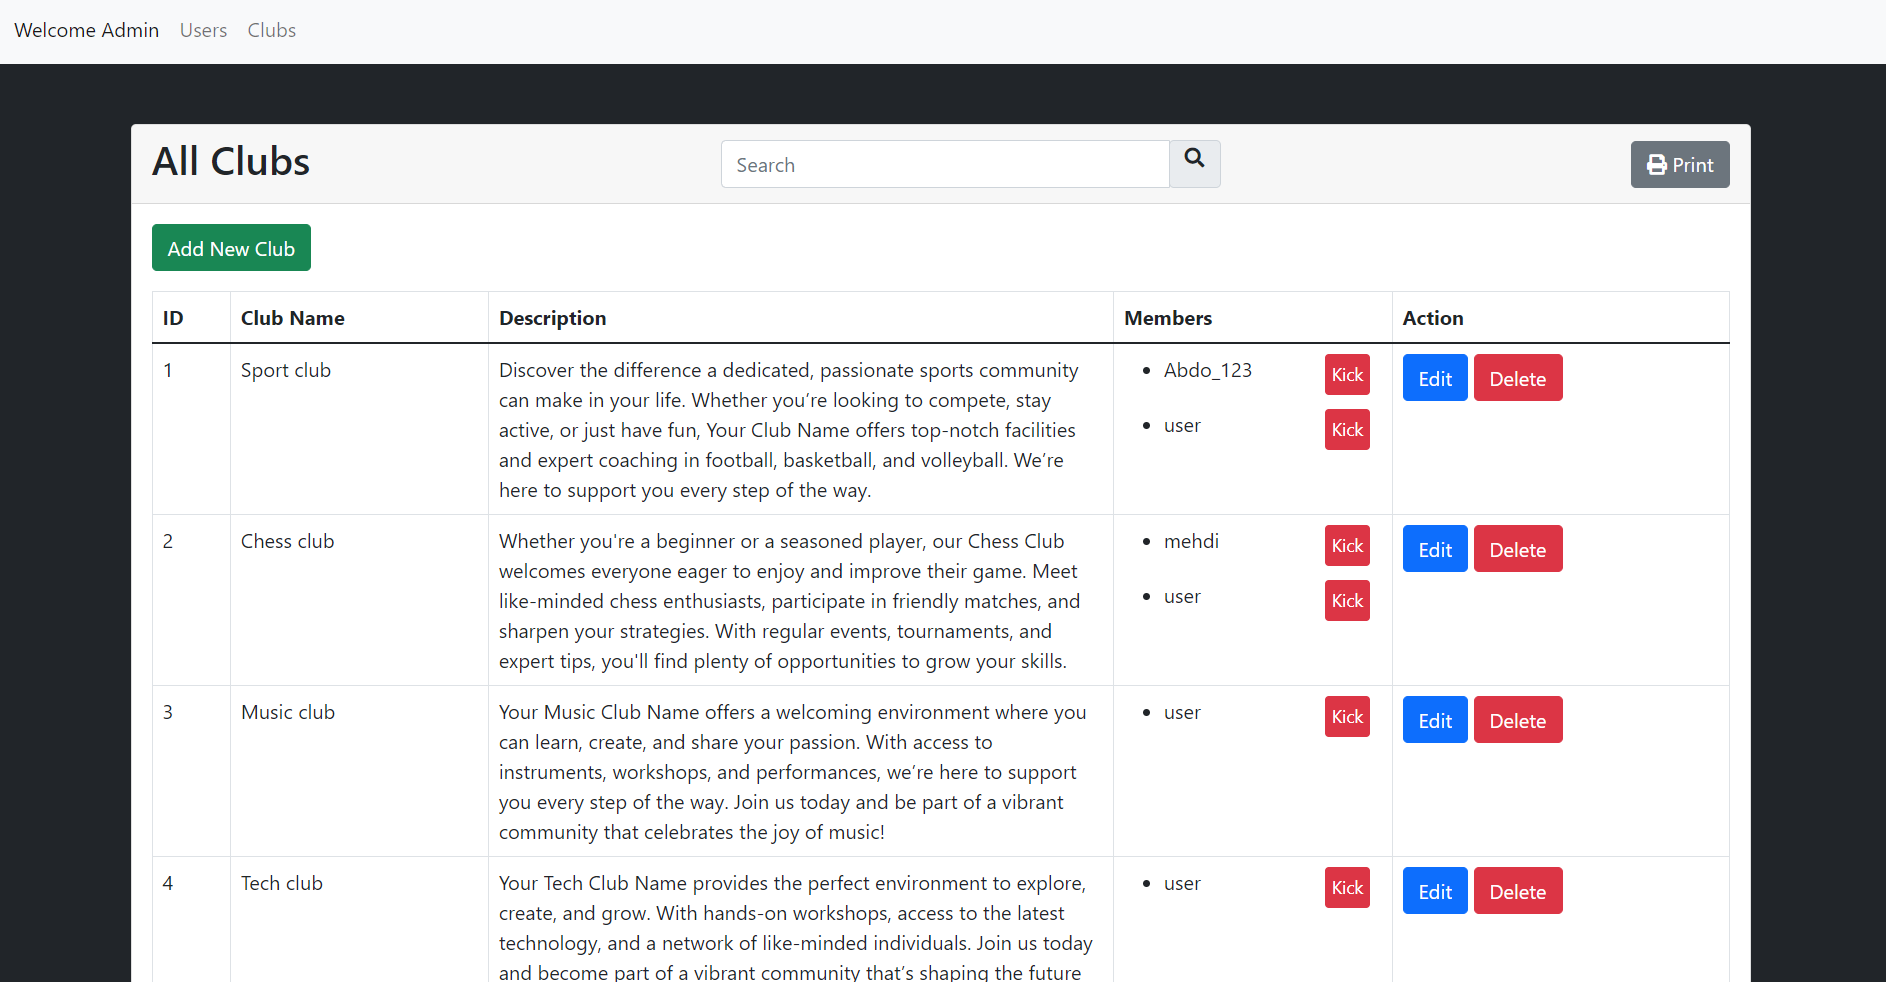 Welcome Admin Users Clubs
All Clubs
Search
Print
Add New Club
ID Club Name Description Members Action
1 Sport club Discover the difference a dedicated, passionate sports community • Abdo_123 Kick Edit Delete
can make in your life. Whether you’re looking to compete, stay
active, or just have fun, Your Club Name offers top-notch facilities • user Kick
and expert coaching in football, basketball, and volleyball. We’re
here to support you every step of the way.
2 Chess club Whether you're a beginner or a seasoned player, our Chess Club • mehdi Kick Edit Delete
welcomes everyone eager to enjoy and improve their game. Meet
like-minded chess enthusiasts, participate in friendly matches, and • user Kick
sharpen your strategies. With regular events, tournaments, and
expert tips, you'll find plenty of opportunities to grow your skills.
3 Music club Your Music Club Name offers a welcoming environment where you • user Kick Edit Delete
can learn, create, and share your passion. With access to
instruments, workshops, and performances, we’re here to support
you every step of the way. Join us today and be part of a vibrant
community that celebrates the joy of music!
4 Tech club Your Tech Club Name provides the perfect environment to explore, • user Kick Edit Delete
create, and grow. With hands-on workshops, access to the latest
technology, and a network of like-minded individuals. Join us today
and become part of a vibrant community that’s shaping the future